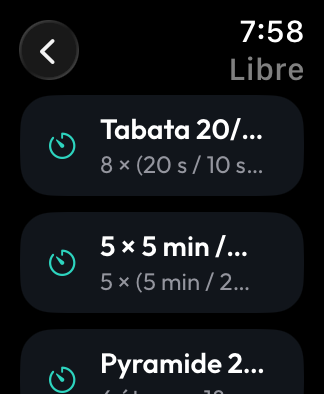 7:58
Libre
Tabata 20/...
8 × (20 s / 10 s...
5 × 5 min /...
5 × (5 min / 2...
Pyramide 2...